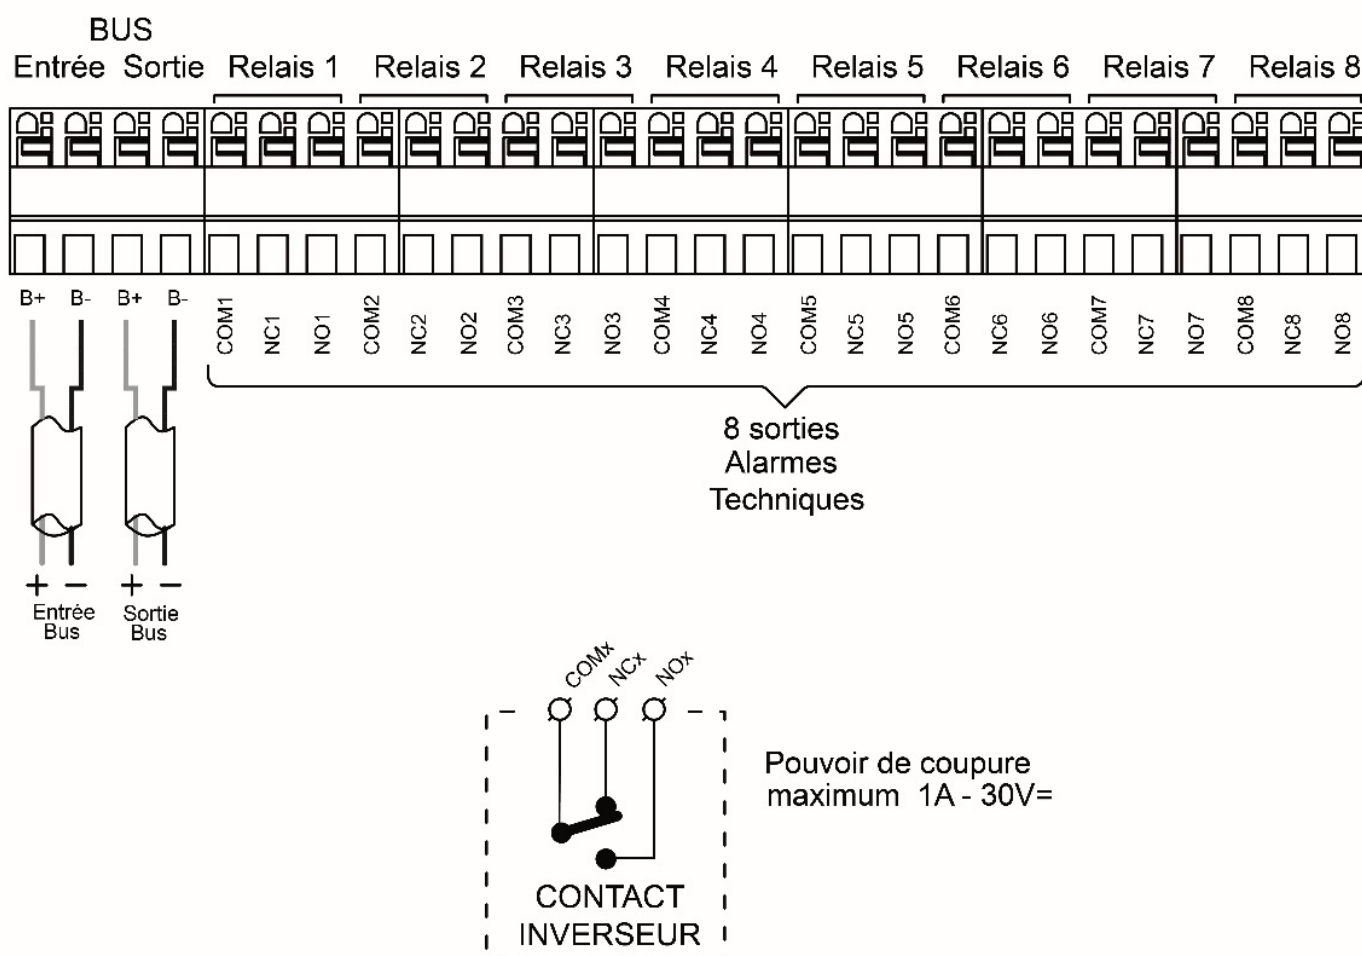 BUS
Entrée Sortie Relais 1 Relais 2 Relais 3 Relais 4 Relais 5 Relais 6 Relais 7 Relais 8
B+ B- B+ B- COM1 NC1 NO1 COM2 NC2 NO2 COM3 NC3 NO3 COM4 NC4 NO4 COM5 NC5 NO5 COM6 NC6 NO6 COM7 NC7 NO7 COM8 NC8 NO8
8 sorties
Alarmes
Techniques
+ − + −
Entrée Sortie
Bus Bus
COMx NCx NOx
Pouvoir de coupure
maximum 1A - 30V=
CONTACT
INVERSEUR